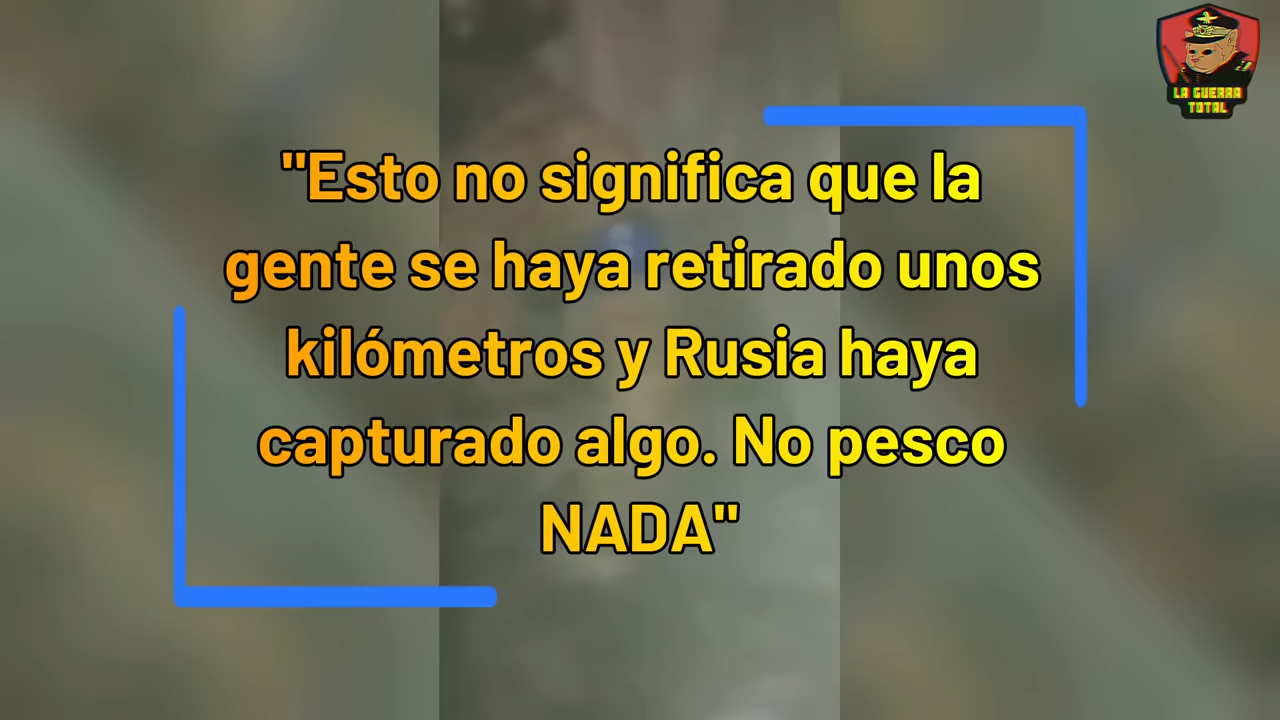 LA GUERRA
TOTAL
"Esto no significa que la
gente se haya retirado unos
kilómetros y Rusia haya
capturado algo. No pesco
NADA"